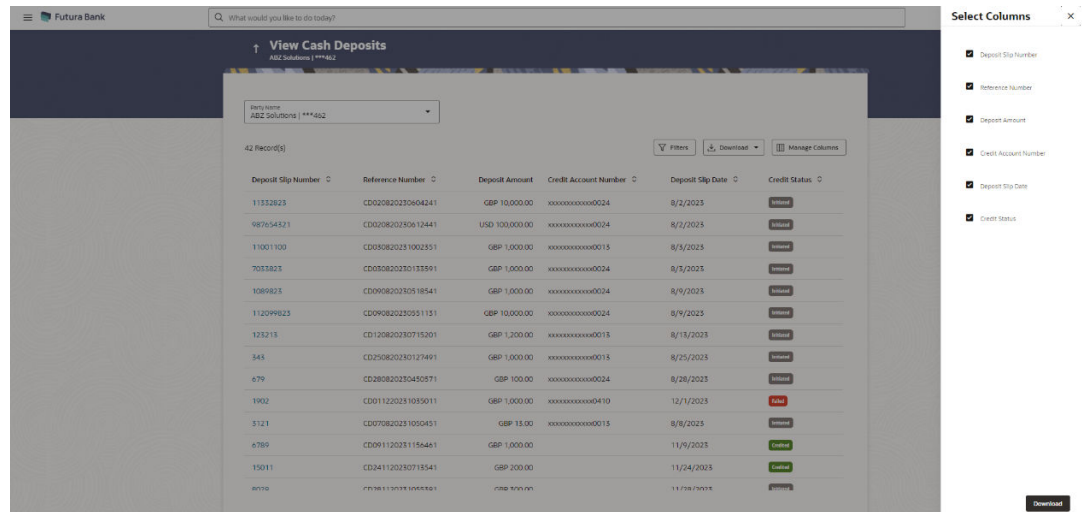 Futura Bank
What would you like to do today?
Select Columns
View Cash Deposits
ABZ Solutions | ***462
Party Name
ABZ Solutions | ***462
42 Record(s)
Filters
Download
Manage Columns
Deposit Slip Number Reference Number Deposit Amount Credit Account Number Deposit Slip Date Credit Status
11332823 CD020820230604241 GBP 10,000.00 xxxxxxxxxxxx0024 8/2/2023 Initiated
987654321 CD020820230612441 USD 100,000.00 xxxxxxxxxxxx0024 8/2/2023 Initiated
11001100 CD030820231002351 GBP 1,000.00 xxxxxxxxxxxx0013 8/3/2023 Initiated
7033823 CD030820230133591 GBP 1,000.00 xxxxxxxxxxxx0024 8/3/2023 Initiated
1089823 CD090820230518541 GBP 1,000.00 xxxxxxxxxxxx0024 8/9/2023 Initiated
112099823 CD090820230551131 GBP 10,000.00 xxxxxxxxxxxx0024 8/9/2023 Initiated
123213 CD120820230715201 GBP 1,200.00 xxxxxxxxxxxx0013 8/13/2023 Initiated
343 CD250820230127491 GBP 1,000.00 xxxxxxxxxxxx0013 8/25/2023 Initiated
679 CD280820230450571 GBP 100.00 xxxxxxxxxxxx0024 8/28/2023 Initiated
1902 CD011220231035011 GBP 1,000.00 xxxxxxxxxxxx0410 12/1/2023 Failed
3121 CD070820231050451 GBP 13.00 xxxxxxxxxxxx0013 8/8/2023 Initiated
6789 CD091120231156461 GBP 1,000.00 11/9/2023 Credited
15011 CD241120230713541 GBP 200.00 11/24/2023 Credited
Deposit Slip Number
Reference Number
Deposit Amount
Credit Account Number
Deposit Slip Date
Credit Status
Download